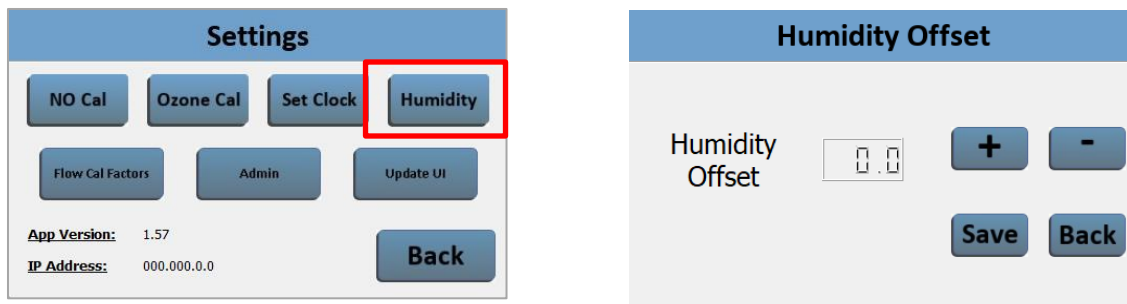 Settings
NO Cal
Ozone Cal
Set Clock
Humidity
Flow Cal Factors
Admin
Update UI
App Version: 1.57
IP Address: 000.000.0.0
Back
Humidity Offset
Humidity
Offset
0.0
+
-
Save
Back